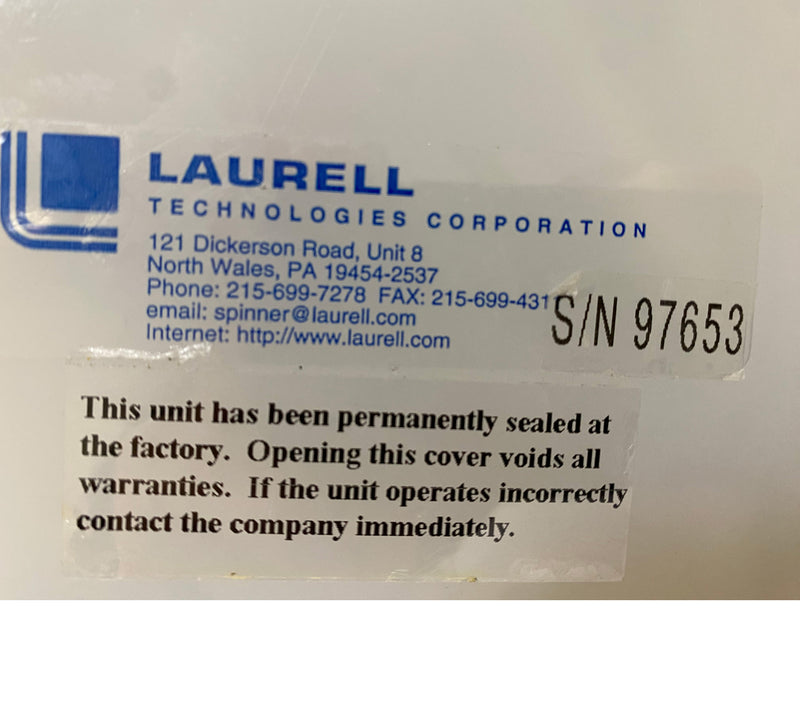 LAURELL
TECHNOLOGIES CORPORATION
121 Dickerson Road, Unit 8
North Wales, PA 19454-2537
Phone: 215-699-7278 FAX: 215-699-431
email: spinner@laurell.com
Internet: http://www.laurell.com
S/N 97653
This unit has been permanently sealed at
the factory. Opening this cover voids all
warranties. If the unit operates incorrectly
contact the company immediately.